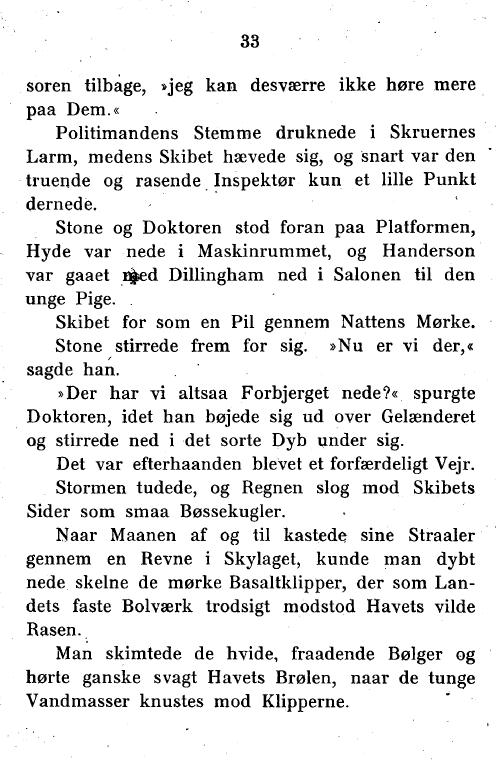 33
soren tilbage, »jeg kan desværre ikke høre mere
paa Dem.«
Politimandens Stemme druknede i Skruernes
Larm, medens Skibet hævede sig, og snart var den
truende og rasende Inspektør kun et lille Punkt
dernede.
Stone og Doktoren stod foran paa Platformen,
Hyde var nede i Maskinrummet, og Handerson
var gaaet med Dillingham ned i Salonen til den
unge Pige.
Skibet for som en Pil gennem Nattens Mørke.
Stone stirrede frem for sig. »Nu er vi der,«
sagde han.
»Der har vi altsaa Forbjerget nede?« spurgte
Doktoren, idet han bøjede sig ud over Gelænderet
og stirrede ned i det sorte Dyb under sig.
Det var efterhaanden blevet et forfærdeligt Vejr.
Stormen tudede, og Regnen slog mod Skibets
Sider som smaa Bøssekugler.
Naar Maanen af og til kastede sine Straaler
gennem en Revne i Skylaget, kunde man dybt
nede skelne de mørke Basaltklipper, der som Lan-
dets faste Bolværk trodsigt modstod Havets vilde
Rasen.
Man skimtede de hvide, fraadende Bølger og
hørte ganske svagt Havets Brølen, naar de tunge
Vandmasser knustes mod Klipperne.